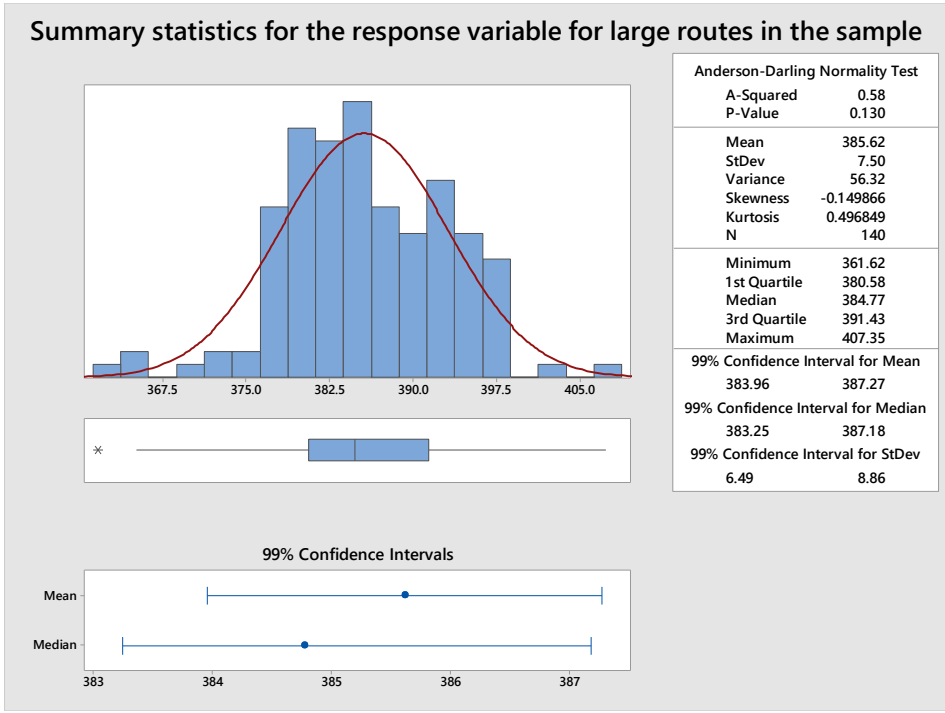 Summary statistics for the response variable for large routes in the sample
367.5 375.0 382.5 390.0 397.5 405.0
99% Confidence Intervals
Mean
Median
383 384 385 386 387
Anderson-Darling Normality Test
A-Squared 0.58
P-Value 0.130
Mean 385.62
StDev 7.50
Variance 56.32
Skewness -0.149866
Kurtosis 0.496849
N 140
Minimum 361.62
1st Quartile 380.58
Median 384.77
3rd Quartile 391.43
Maximum 407.35
99% Confidence Interval for Mean
383.96 387.27
99% Confidence Interval for Median
383.25 387.18
99% Confidence Interval for StDev
6.49 8.86